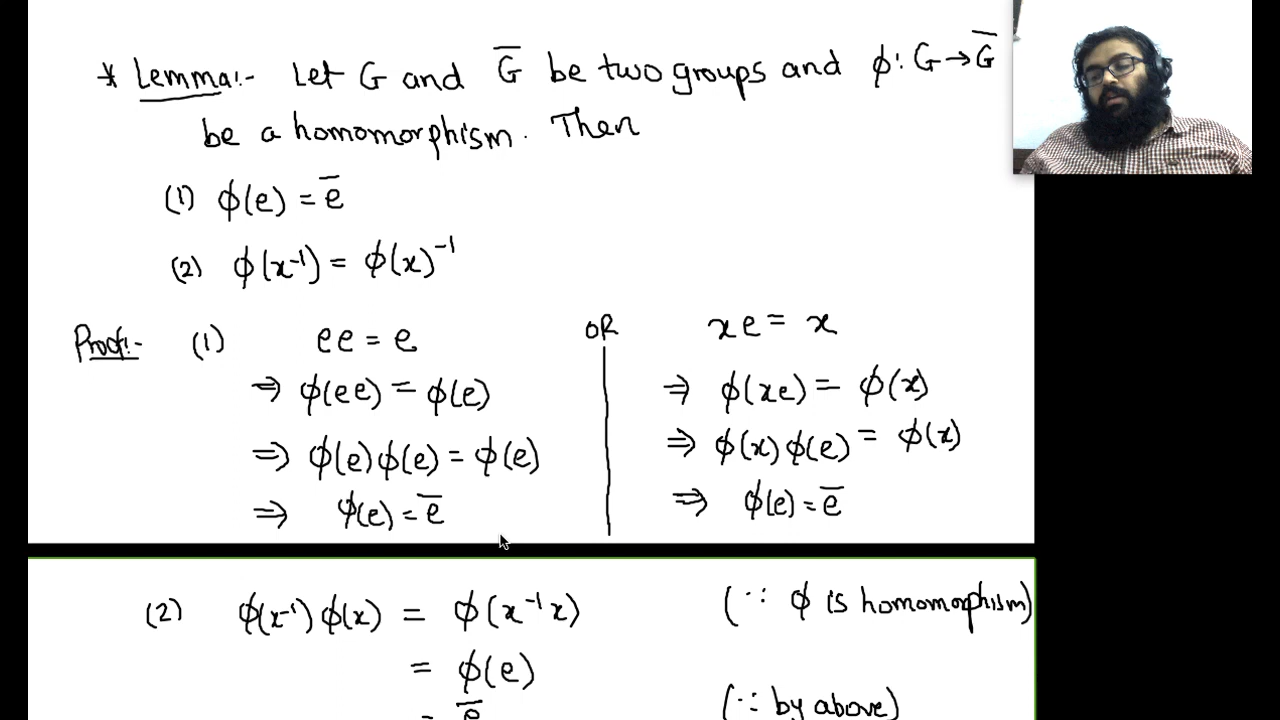 * Lemma:- Let G and G̅ be two groups and ϕ: G→G̅
be a homomorphism. Then
(1) ϕ(e) = e̅
(2) ϕ(x⁻¹) = ϕ(x)⁻¹
Proof:- (1) ee = e
⇒ ϕ(ee) = ϕ(e)
⇒ ϕ(e)ϕ(e) = ϕ(e)
⇒ ϕ(e) = e̅
OR
xe = x
⇒ ϕ(xe) = ϕ(x)
⇒ ϕ(x)ϕ(e) = ϕ(x)
⇒ ϕ(e) = e̅
(2) ϕ(x⁻¹)ϕ(x) = ϕ(x⁻¹x) (∵ ϕ is homomorphism)
= ϕ(e)
= e̅ (∵ by above)